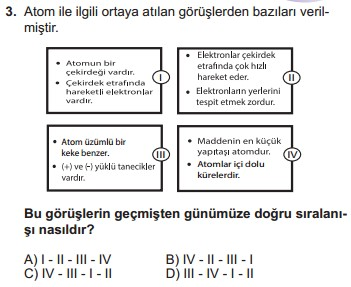 3. Atom ile ilgili ortaya atılan görüşlerden bazıları veril-
miştir.
• Atomun bir
çekirdeği vardır.
• Çekirdek etrafında
hareketli elektronlar
vardır.
I
• Elektronlar çekirdek
etrafında çok hızlı
hareket eder.
• Elektronların yerlerini
tespit etmek zordur.
II
• Atom üzümlü bir
keke benzer.
• (+) ve (-) yüklü tanecikler
vardır.
III
• Maddenin en küçük
yapıtaşı atomdur.
• Atomlar içi dolu
kürelerdir.
IV
Bu görüşlerin geçmişten günümüze doğru sıralanı-
şı nasıldır?
A) I - II - III - IV
B) IV - II - III - I
C) IV - III - I - II
D) III - IV - I - II